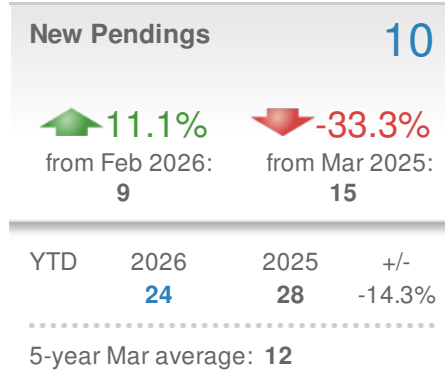 New Pendings 10
11.1% -33.3%
from Feb 2026: from Mar 2025:
9 15
YTD 2026 2025 +/-
24 28 -14.3%
5-year Mar average: 12